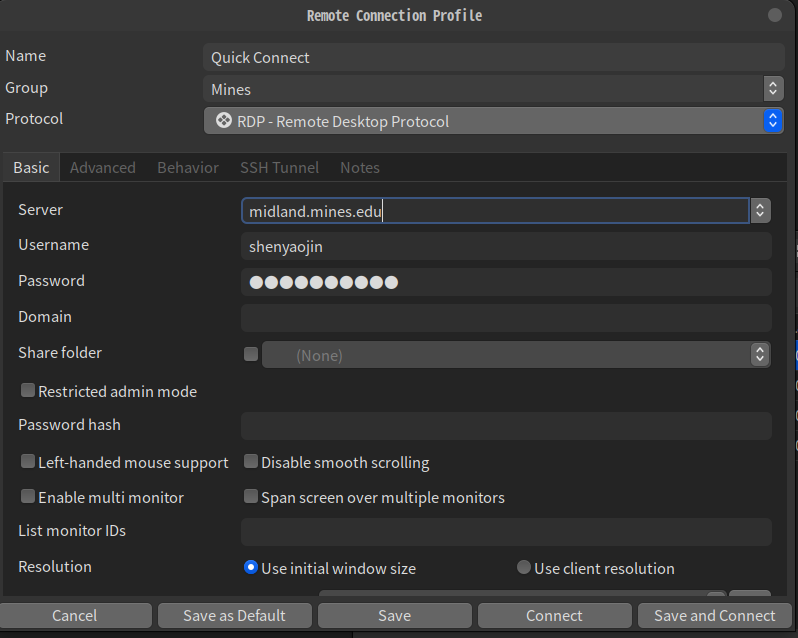 Remote Connection Profile
Name Quick Connect
Group Mines
Protocol RDP - Remote Desktop Protocol
Basic Advanced Behavior SSH Tunnel Notes
Server midland.mines.edu
Username shenyaojin
Password ●●●●●●●●●●
Domain
Share folder (None)
Restricted admin mode
Password hash
Left-handed mouse support Disable smooth scrolling
Enable multi monitor Span screen over multiple monitors
List monitor IDs
Resolution Use initial window size Use client resolution
Cancel Save as Default Save Connect Save and Connect